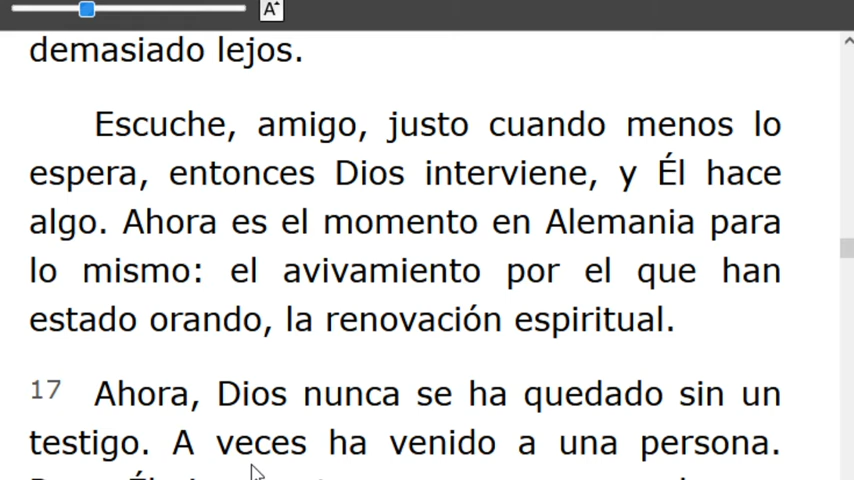 A
demasiado lejos.
Escuche, amigo, justo cuando menos lo
espera, entonces Dios interviene, y Él hace
algo. Ahora es el momento en Alemania para
lo mismo: el avivamiento por el que han
estado orando, la renovación espiritual.
17 Ahora, Dios nunca se ha quedado sin un
testigo. A veces ha venido a una persona.